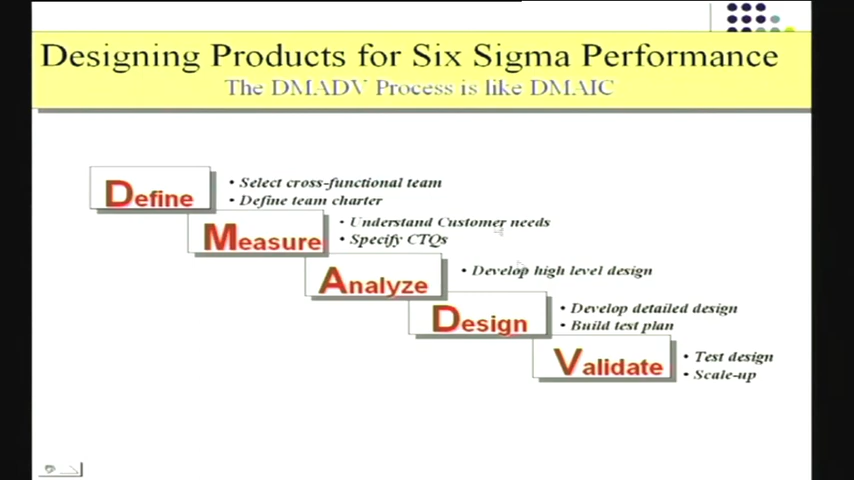 Designing Products for Six Sigma Performance
The DMADV Process is like DMAIC
Define
• Select cross-functional team
• Define team charter
Measure
• Understand Customer needs
• Specify CTQs
Analyze
• Develop high level design
Design
• Develop detailed design
• Build test plan
Validate
• Test design
• Scale-up